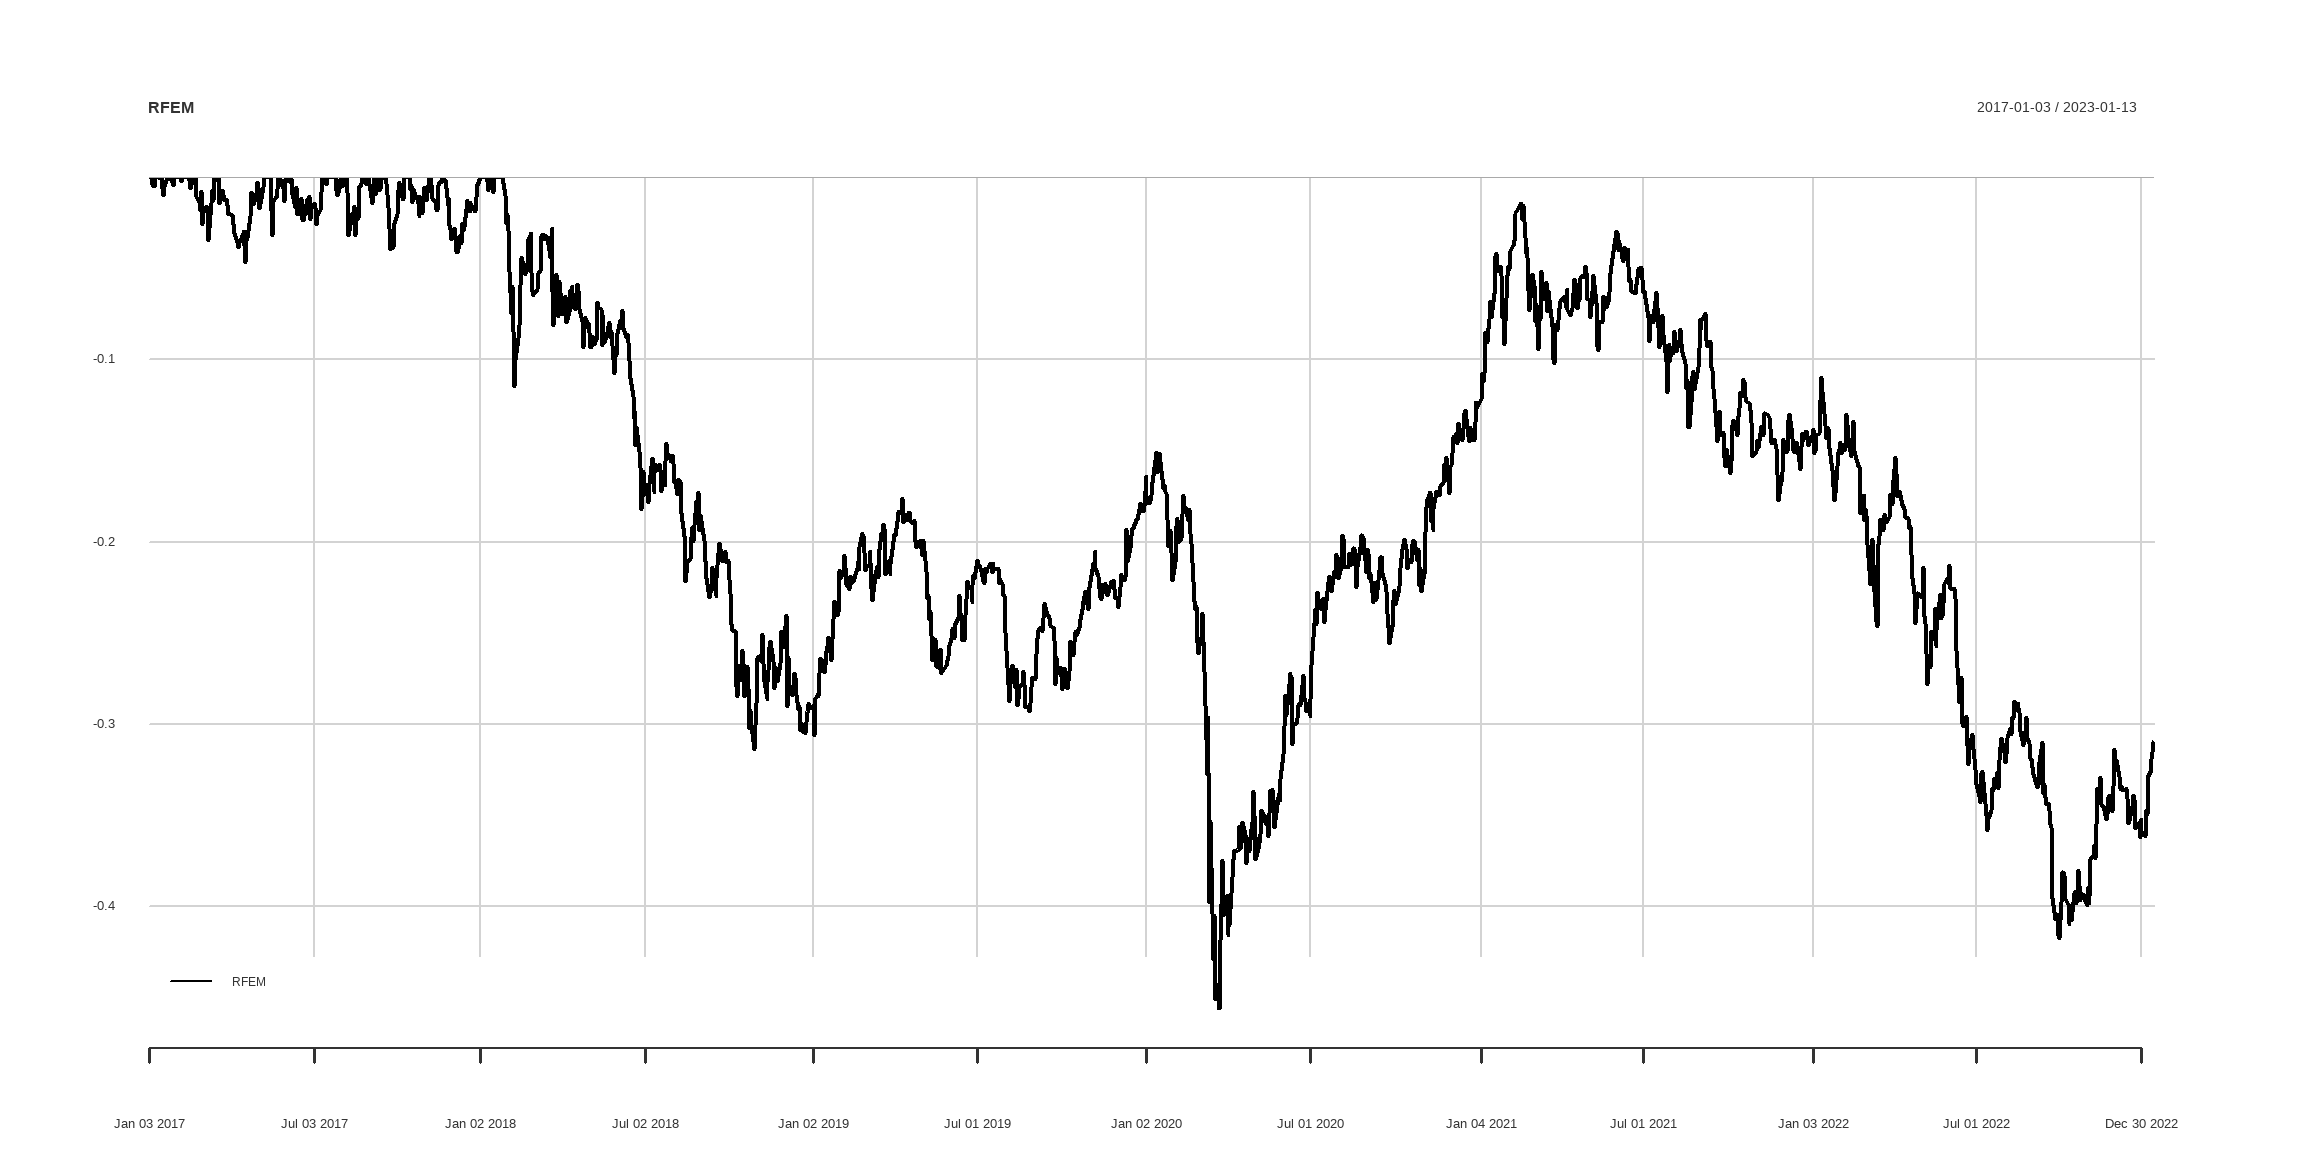 RFEM
2017-01-03 / 2023-01-13
-0.1
-0.2
-0.3
-0.4
RFEM
Jan 03 2017
Jul 03 2017
Jan 02 2018
Jul 02 2018
Jan 02 2019
Jul 01 2019
Jan 02 2020
Jul 01 2020
Jan 04 2021
Jul 01 2021
Jan 03 2022
Jul 01 2022
Dec 30 2022